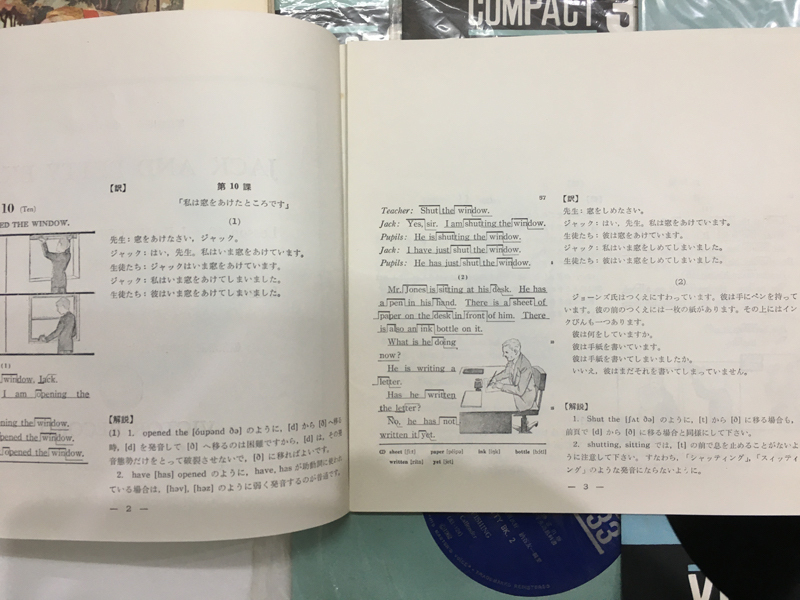 COMPACT 3
10 (Ten)
ED THE WINDOW.
(1)
window, Jack.
I am opening the
ening the window.
opened the window.
opened the window.
【訳】 第 10 課
「私は窓をあけたところです」
(1)
先生：窓をあけなさい，ジャック。
ジャック：はい，先生。私はいま窓をあけています。
生徒たち：ジャックはいま窓をあけています。
ジャック：私はいま窓をあけてしまいました。
生徒たち：彼はいま窓をあけてしまいました。
【解説】
(1) 1. opened the [óupənd ðə] のように，[d] から [ð] へ移る
時，[d] を発音して [ð] へ移るのは困難ですから，[d] は，その発
音態勢だけをとって破裂させないで，[ð] に移ればよいです。
2. have [has] opened のように，have, has が助動詞に使われ
ている場合は，[həv], [həz] のように弱く発音するのが普通です。
— 2 —
57
Teacher: Shut the window.
Jack: Yes, sir. I am shutting the window.
Pupils: He is shutting the window.
Jack: I have just shut the window.
Pupils: He has just shut the window.
(2)
Mr. Jones is sitting at his desk. He has
a pen in his hand. There is a sheet of
paper on the desk in front of him. There
is also an ink bottle on it.
What is he doing
now?
He is writing a
letter.
Has he written
the letter?
No, he has not
written it yet.
sheet [ʃi:t] paper [péipə] ink [iŋk] bottle [bɔ́tl]
written [rítn] yet [jet]
【訳】
先生：窓をしめなさい。
ジャック：はい，先生。私は窓をあけています。
生徒たち：彼は窓をあけています。
ジャック：私はいま窓をしめてしまいました。
生徒たち：彼はいま窓をしめてしまいました。
(2)
ジョーンズ氏はつくえにすわっています。彼は手にペンを持って
います。彼の前のつくえには一枚の紙があります。その上にはイン
クびんも一つあります。
彼は何をしていますか。
彼は手紙を書いています。
彼は手紙を書いてしまいましたか。
いいえ，彼はまだそれを書いてしまっていません。
【解説】
1. Shut the [ʃʌt ðə] のように，[t] から [ð] に移る場合も，
前頁で [d] から [ð] に移る場合と同様にして下さい。
2. shutting, sitting では，[t] の前で息を止めることがないよ
うに注意して下さい。すなわち，「シャッティング」，「スィッティ
ング」のような発音にならないように。
— 3 —
33